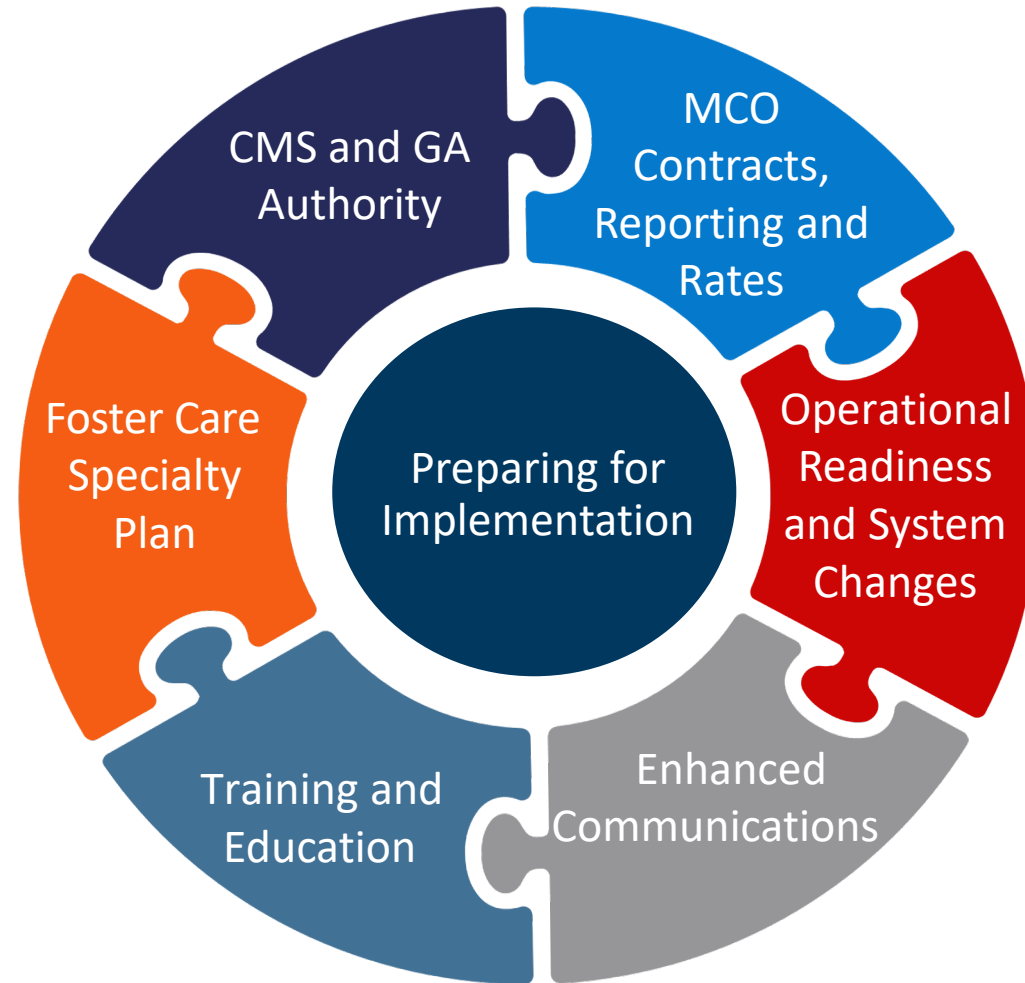 CMS and GA
Authority
MCO
Contracts,
Reporting and
Rates
Operational
Readiness
and System
Changes
Enhanced
Communications
Training and
Education
Foster Care
Specialty
Plan
Preparing for
Implementation